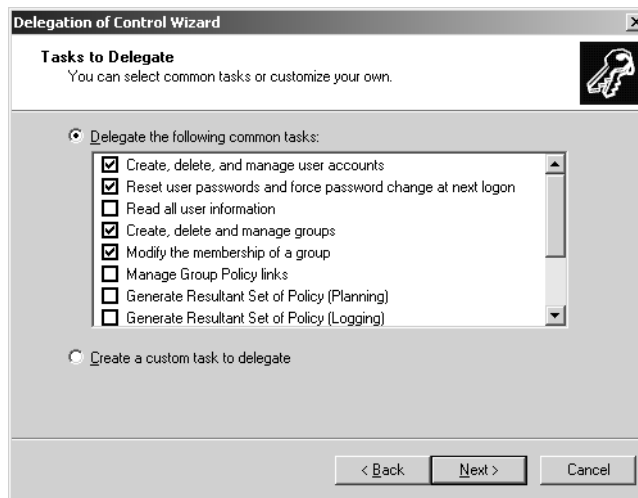 Delegation of Control Wizard
Tasks to Delegate
You can select common tasks or customize your own.
Delegate the following common tasks:
Create, delete, and manage user accounts
Reset user passwords and force password change at next logon
Read all user information
Create, delete and manage groups
Modify the membership of a group
Manage Group Policy links
Generate Resultant Set of Policy (Planning)
Generate Resultant Set of Policy (Logging)
Create a custom task to delegate
< Back Next > Cancel